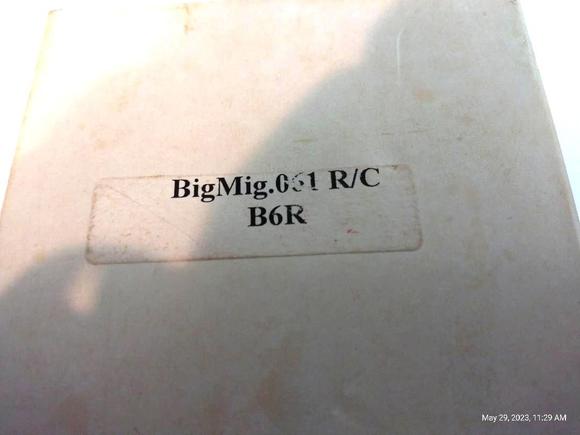 BigMig.061 R/C
B6R
May 29, 2023, 11:29 AM